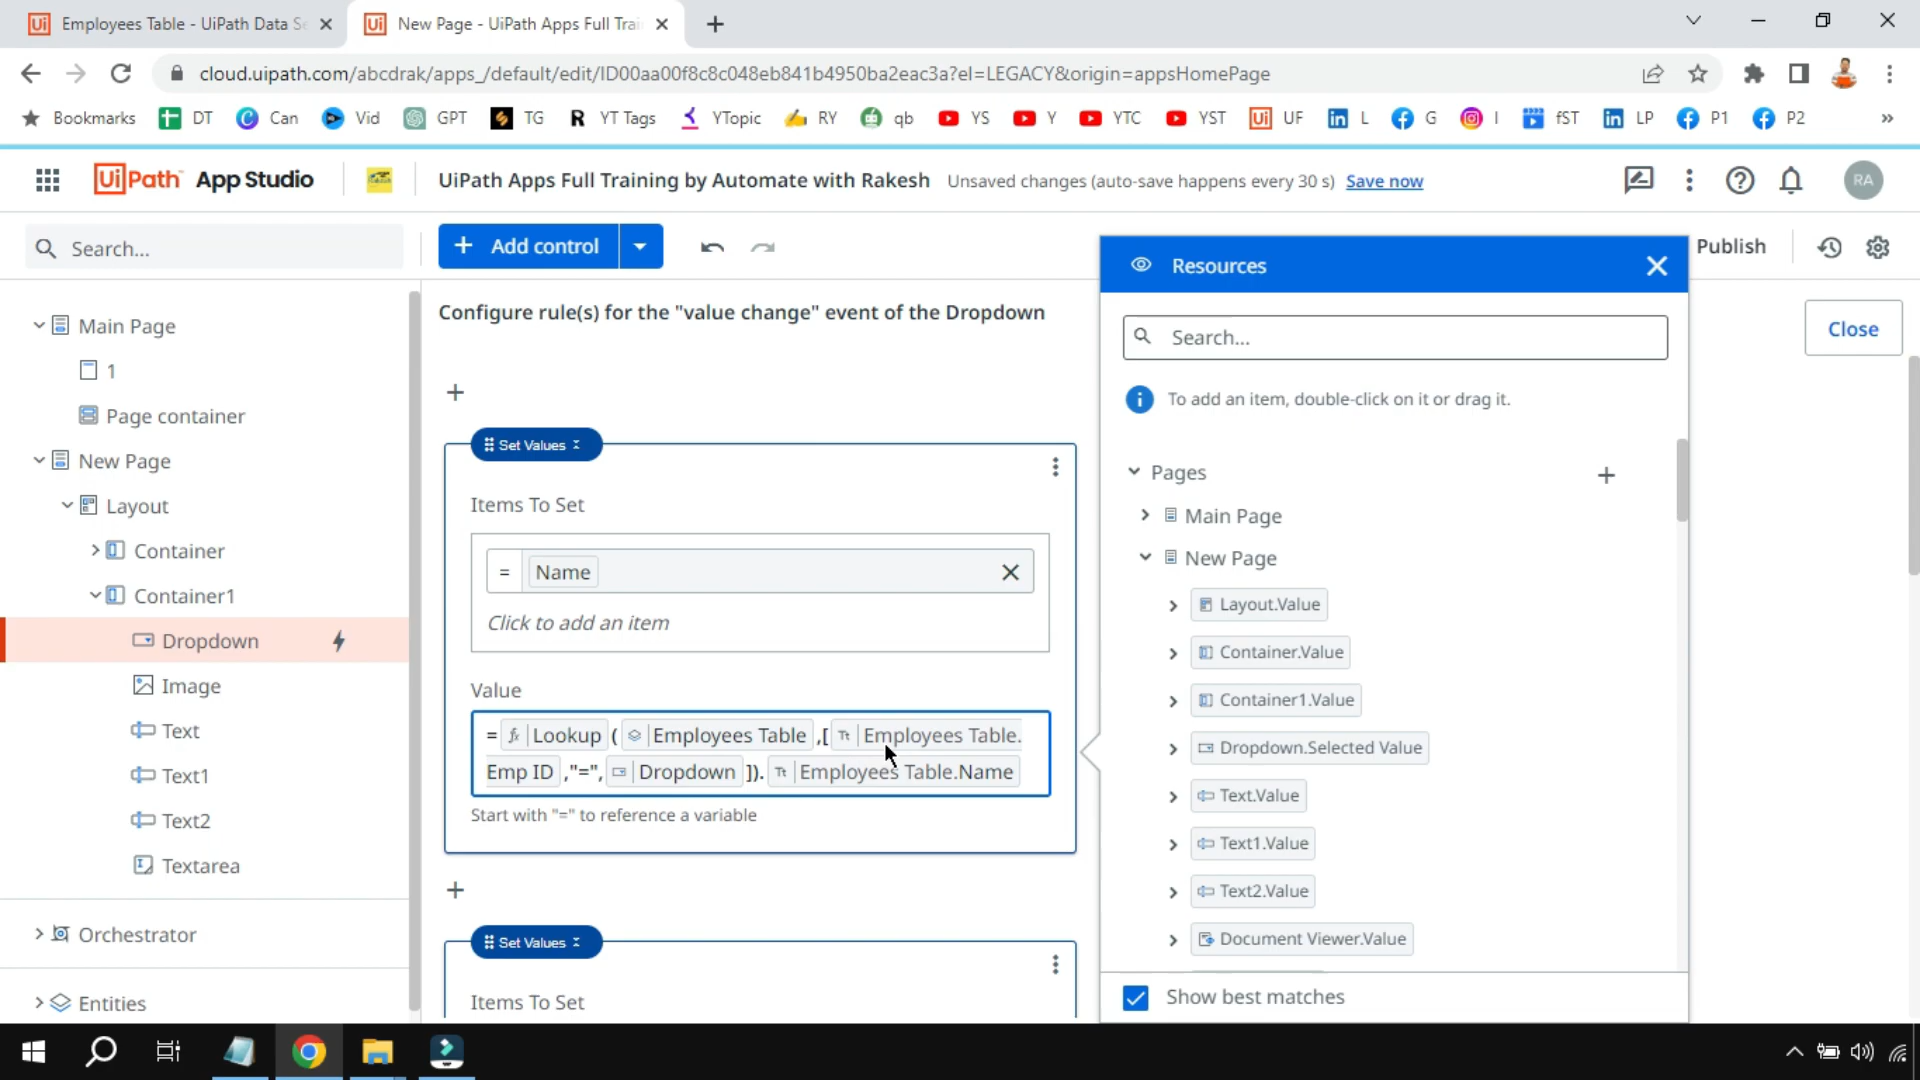 Employees Table - UiPath Data Se
New Page - UiPath Apps Full Trai
cloud.uipath.com/abcdrak/apps_/default/edit/ID00aa00f8c8c048eb841b4950ba2eac3a?el=LEGACY&origin=appsHomePage
Bookmarks DT Can Vid GPT TG YT Tags YTopic RY qb YS Y YTC YST UF L G I fST LP P1 P2 »
UiPath App Studio
UiPath Apps Full Training by Automate with Rakesh
Unsaved changes (auto-save happens every 30 s) Save now
RA
Search...
+ Add control
Publish
Main Page
1
Page container
New Page
Layout
Container
Container1
Dropdown
Image
Text
Text1
Text2
Textarea
Orchestrator
Entities
Configure rule(s) for the "value change" event of the Dropdown
Set Values
Items To Set
= Name
Click to add an item
Value
= fx Lookup ( Employees Table ,[ Tt Employees Table.
Emp ID ,"=", Dropdown ]). Tt Employees Table.Name
Start with "=" to reference a variable
Set Values
Items To Set
Resources
Search...
To add an item, double-click on it or drag it.
Pages
Main Page
New Page
Layout.Value
Container.Value
Container1.Value
Dropdown.Selected Value
Text.Value
Text1.Value
Text2.Value
Document Viewer.Value
Show best matches
Close